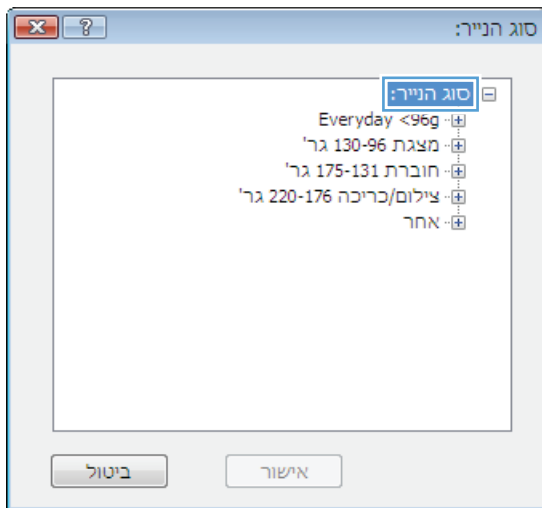 סוג הנייר:
סוג הנייר:
Everyday <96g
מצגת 130-96 גר'
חוברת 175-131 גר'
צילום/כריכה 220-176 גר'
אחר
אישור
ביטול